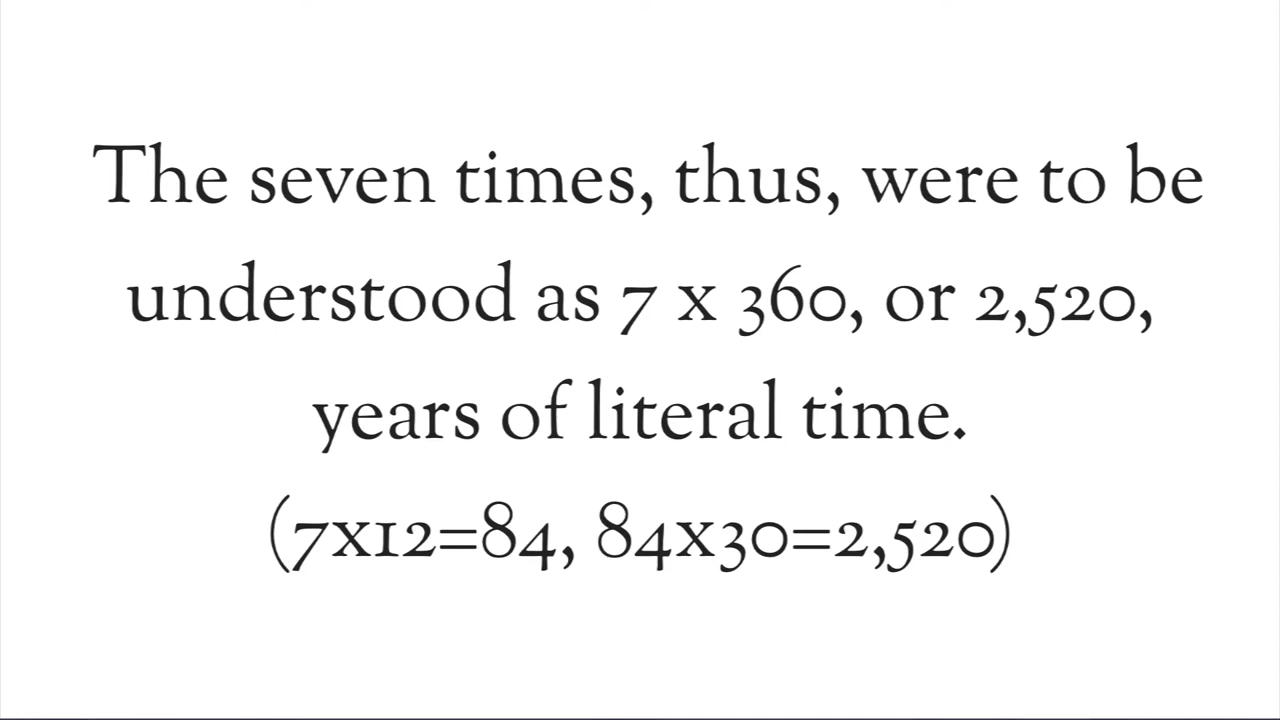 The seven times, thus, were to be
understood as 7 x 360, or 2,520,
years of literal time.
(7x12=84, 84x30=2,520)